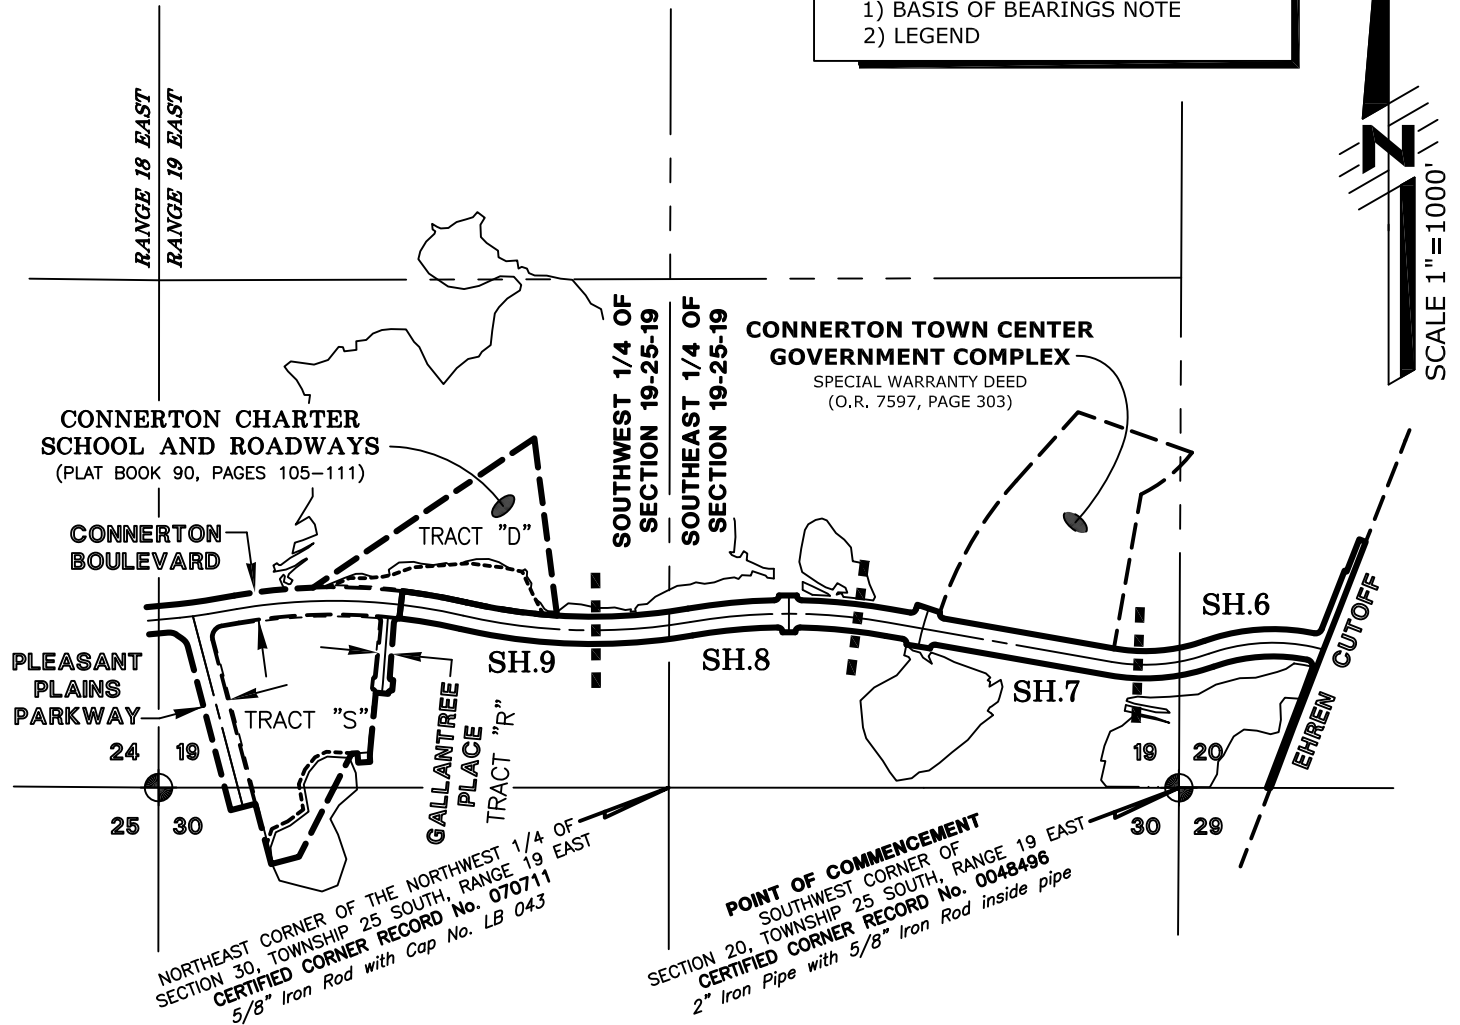 1) BASIS OF BEARINGS NOTE
2) LEGEND
N
SCALE 1"=1000'
RANGE 18 EAST
RANGE 19 EAST
SOUTHWEST 1/4 OF
SECTION 19-25-19
SOUTHEAST 1/4 OF
SECTION 19-25-19
CONNERTON TOWN CENTER
GOVERNMENT COMPLEX
SPECIAL WARRANTY DEED
(O.R. 7597, PAGE 303)
CONNERTON CHARTER
SCHOOL AND ROADWAYS
(PLAT BOOK 90, PAGES 105-111)
CONNERTON
BOULEVARD
TRACT "D"
SH.6
SH.9
SH.8
SH.7
PLEASANT
PLAINS
PARKWAY
TRACT "S"
GALLANTREE
PLACE
TRACT "R"
EHREN CUTOFF
24 19
25 30
19 20
30 29
NORTHEAST CORNER OF THE NORTHWEST 1/4 OF
SECTION 30, TOWNSHIP 25 SOUTH, RANGE 19 EAST
CERTIFIED CORNER RECORD No. 070711
5/8" Iron Rod with Cap No. LB 043
POINT OF COMMENCEMENT
SOUTHWEST CORNER OF
SECTION 20, TOWNSHIP 25 SOUTH, RANGE 19 EAST
CERTIFIED CORNER RECORD No. 0048496
2" Iron Pipe with 5/8" Iron Rod inside pipe